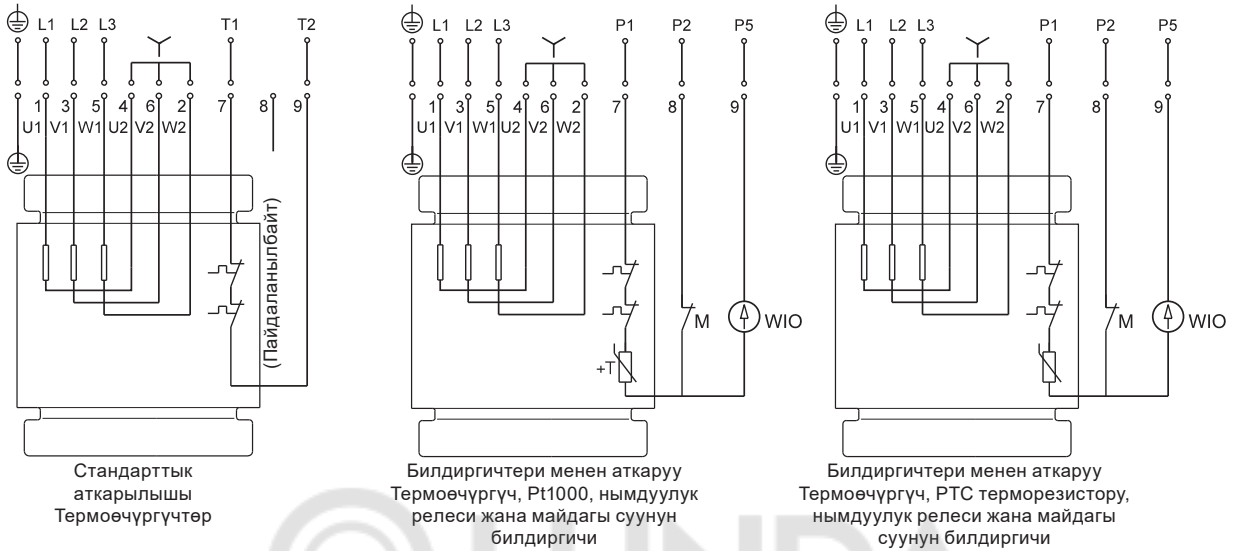 L1 L2 L3 T1 T2
1 3 5 4 6 2 7 8 9
U1 V1 W1 U2 V2 W2
(Пайдаланылбайт)
Стандарттык
аткарылышы
Термоөчүргүчтөр
L1 L2 L3 P1 P2 P5
1 3 5 4 6 2 7 8 9
U1 V1 W1 U2 V2 W2
M WIO
+T
Билдиргичтери менен аткаруу
Термоөчүргүч, Pt1000, нымдуулук
релеси жана майдагы суунун
билдиргичи
L1 L2 L3 P1 P2 P5
1 3 5 4 6 2 7 8 9
U1 V1 W1 U2 V2 W2
M WIO
Билдиргичтери менен аткаруу
Термоөчүргүч, PTC терморезистору,
нымдуулук релеси жана майдагы
суунун билдиргичи